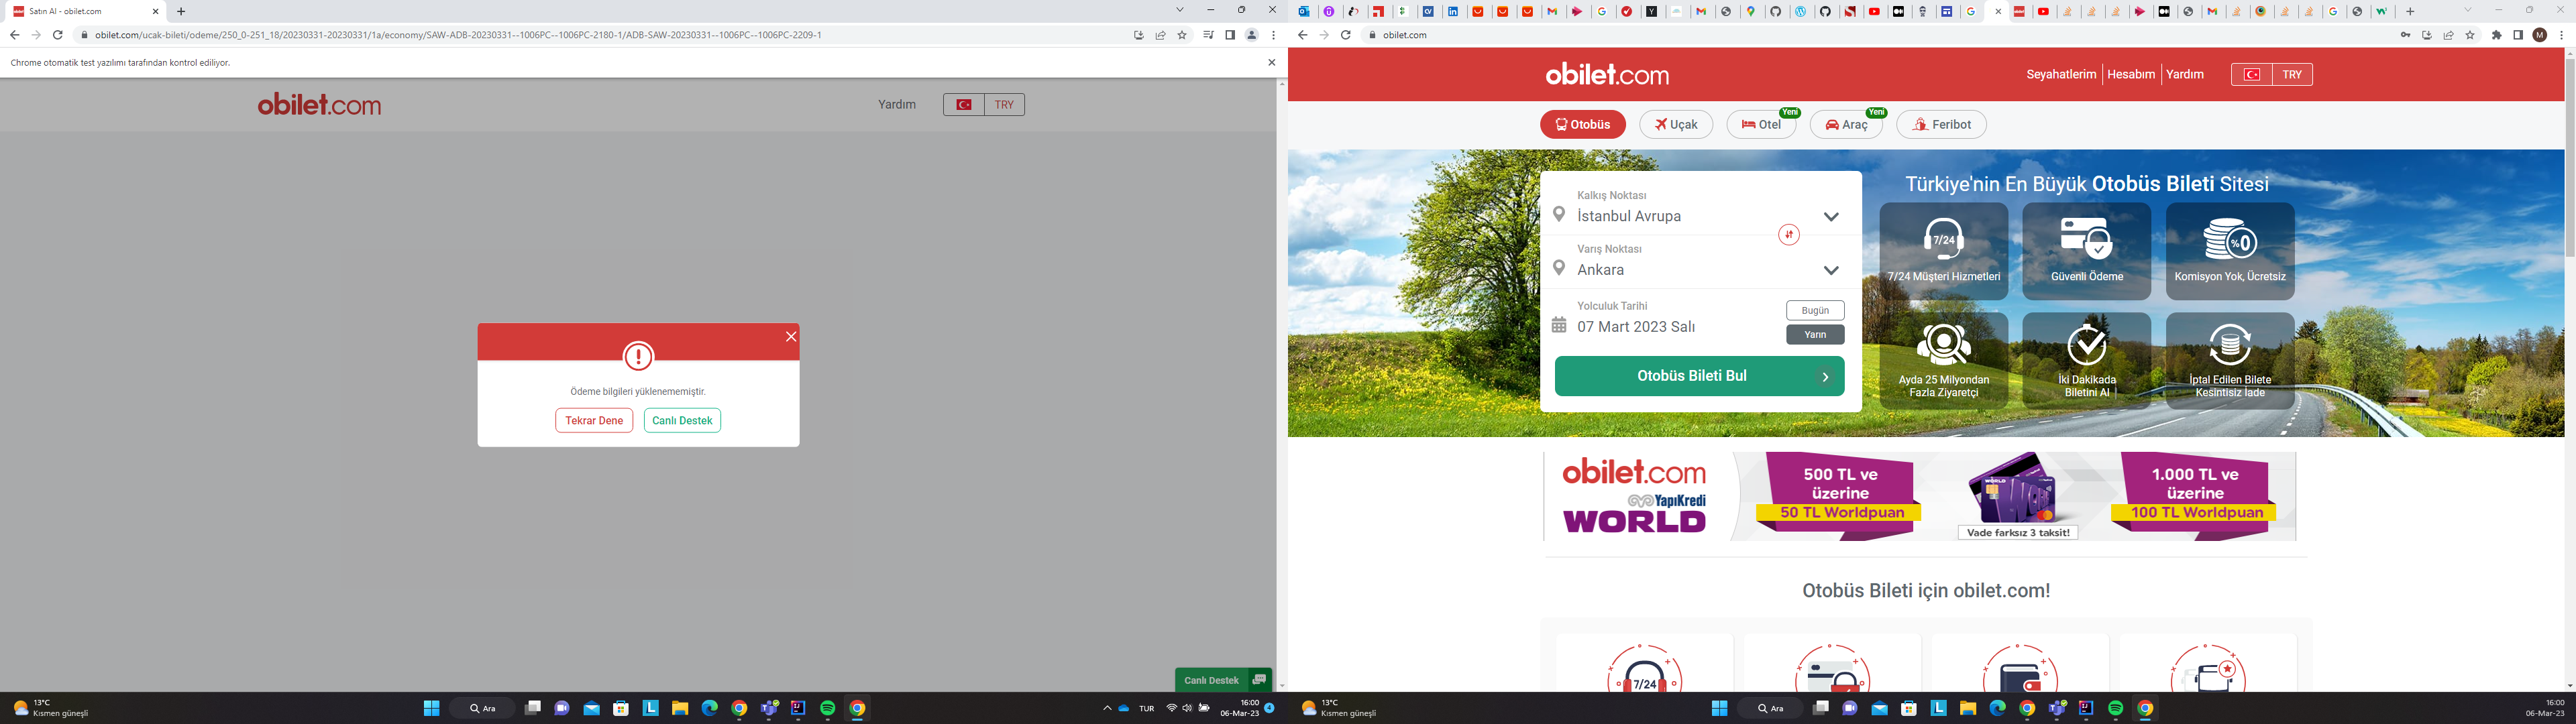 Satın Al - obilet.com
obilet.com/ucak-bileti/odeme/250_0-251_18/20230331-20230331/1a/economy/SAW-ADB-20230331--1006PC--1006PC-2180-1/ADB-SAW-20230331--1006PC--1006PC-2209-1
Chrome otomatik test yazılımı tarafından kontrol ediliyor.
obilet.com
Yardım
TRY
Ödeme bilgileri yüklenememiştir.
Tekrar Dene
Canlı Destek
Canlı Destek
13°C
Kısmen güneşli
Ara
TUR
16:00
06-Mar-23
4
obilet.com
M
obilet.com
Seyahatlerim
Hesabım
Yardım
TRY
Otobüs
Uçak
Otel
Yeni
Araç
Yeni
Feribot
Kalkış Noktası
İstanbul Avrupa
Varış Noktası
Ankara
Yolculuk Tarihi
07 Mart 2023 Salı
Bugün
Yarın
Otobüs Bileti Bul
Türkiye'nin En Büyük Otobüs Bileti Sitesi
7/24
7/24 Müşteri Hizmetleri
Güvenli Ödeme
%0
Komisyon Yok, Ücretsiz
Ayda 25 Milyondan
Fazla Ziyaretçi
İki Dakikada
Biletini Al
İptal Edilen Bilete
Kesintisiz İade
obilet.com
YapıKredi
WORLD
500 TL ve
üzerine
50 TL Worldpuan
WORLD
Vade farksız 3 taksit!
1.000 TL ve
üzerine
100 TL Worldpuan
Otobüs Bileti için obilet.com!
7/24
13°C
Kısmen güneşli
Ara
16:00
06-Mar-23